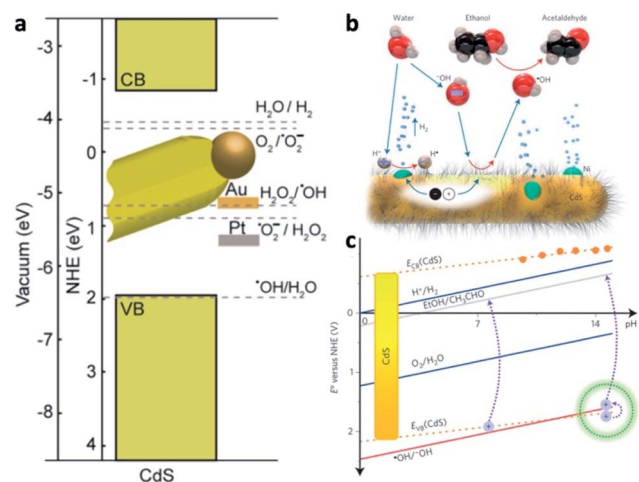 a
-3
-4
-5
-6
-7
-8
Vacuum (eV)
-1
0
1
2
3
4
NHE (eV)
CB
H₂O / H₂
O₂/•O₂⁻
Au
H₂O₂/•OH
Pt
•O₂⁻/ H₂O₂
•OH/H₂O
VB
CdS
b
Water
Ethanol
Acetaldehyde
⁻OH
•OH
H₂
H⁺
H•
Ni
CdS
c
E_CB(CdS)
H⁺/H₂
EtOH/CH₃CHO
0
0
7
14
pH
CdS
O₂/H₂O
1
E_VB(CdS)
2
•OH/⁻OH
E° versus NHE (V)